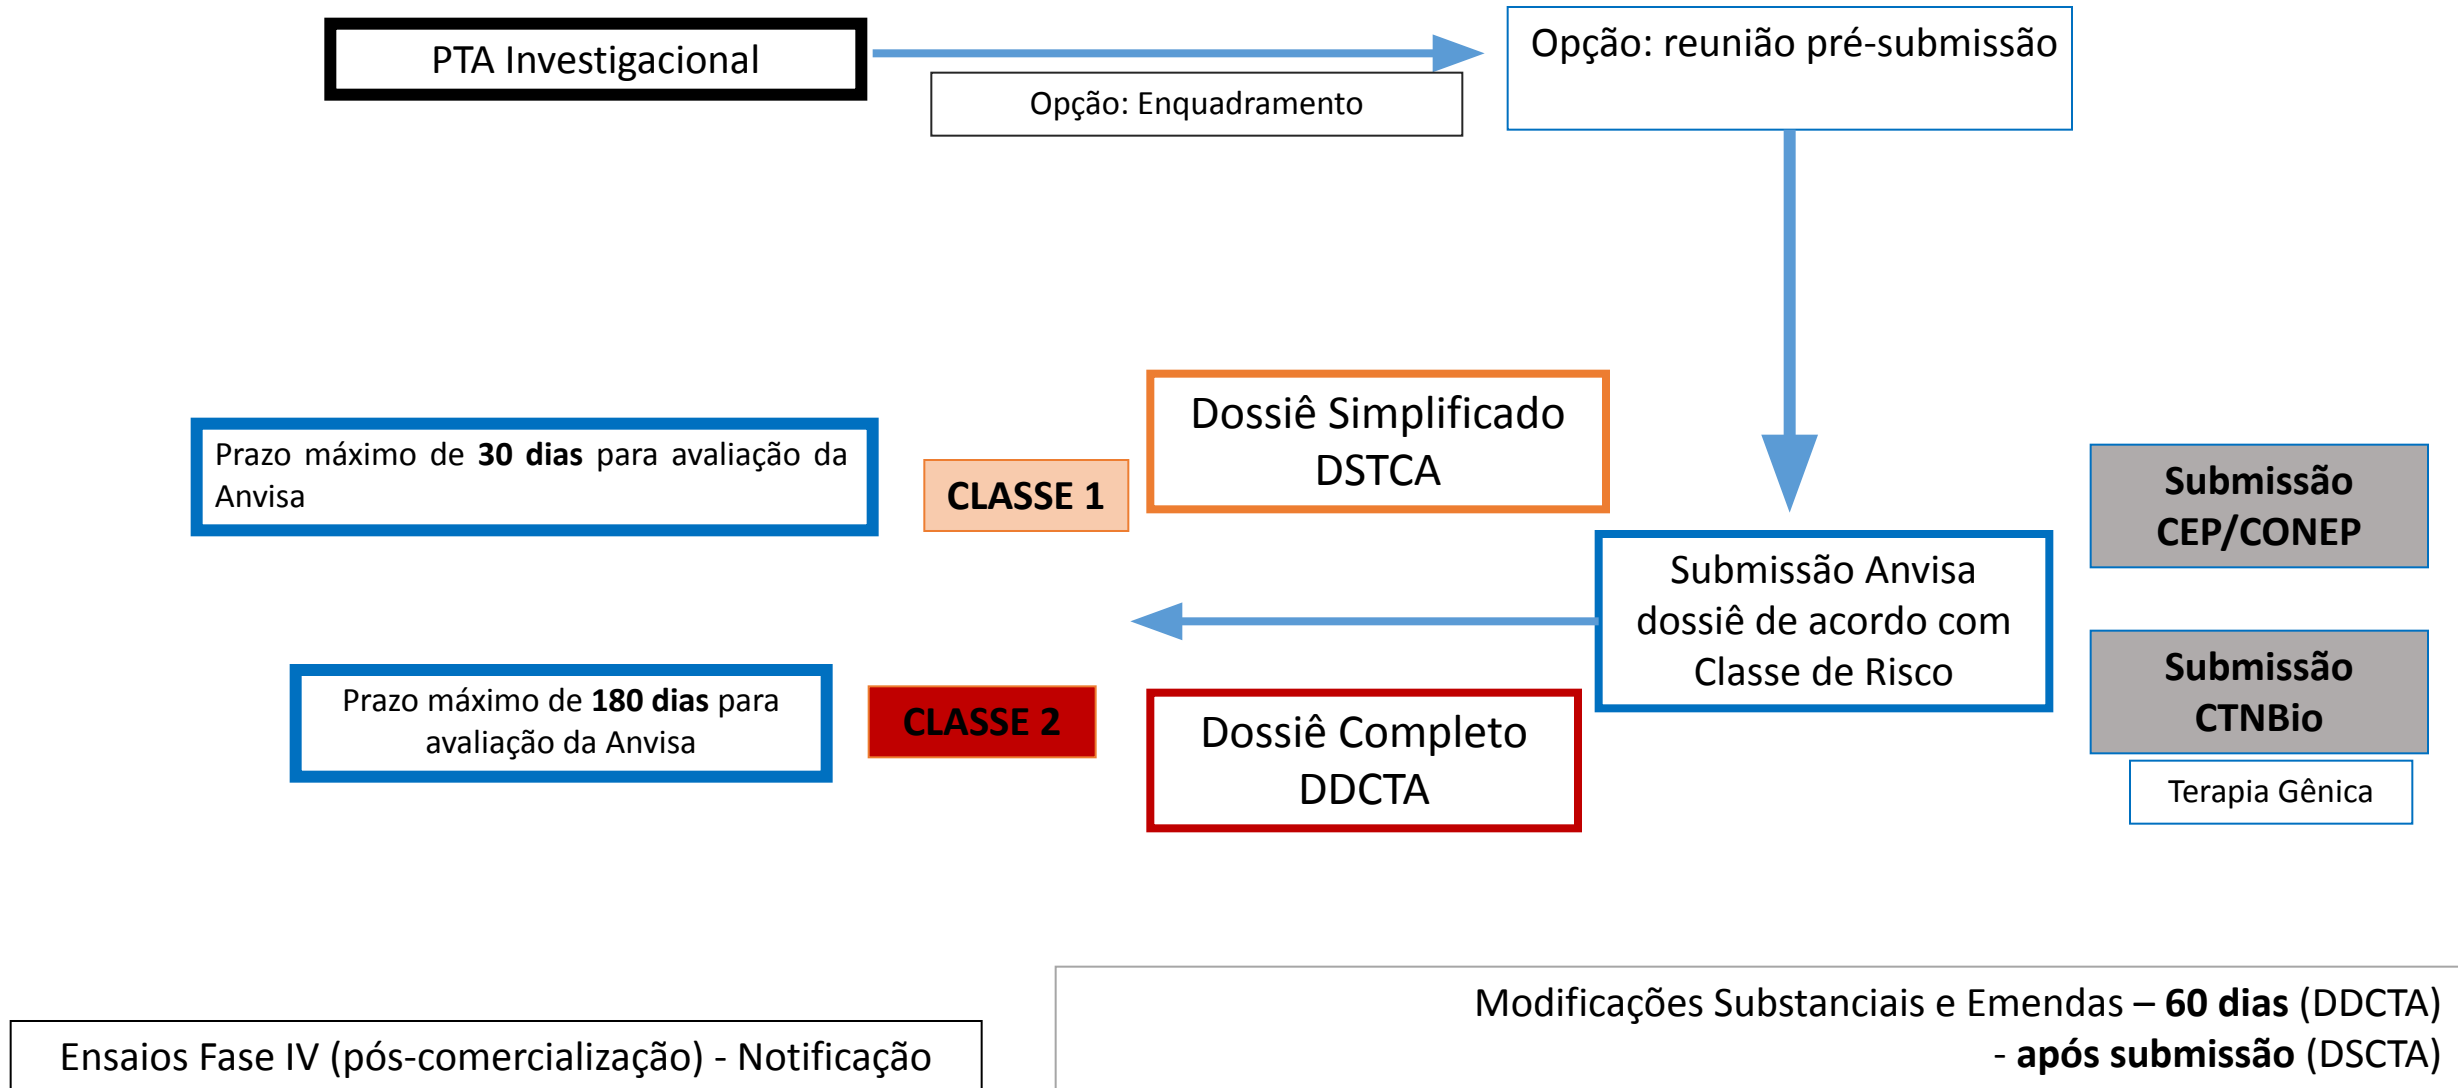 PTA Investigacional
Opção: Enquadramento
Opção: reunião pré-submissão
Dossiê Simplificado
DSTCA
CLASSE 1
Prazo máximo de 30 dias para avaliação da
Anvisa
Submissão
CEP/CONEP
Submissão Anvisa
dossiê de acordo com
Classe de Risco
Submissão
CTNBio
Terapia Gênica
Dossiê Completo
DDCTA
CLASSE 2
Prazo máximo de 180 dias para
avaliação da Anvisa
Modificações Substanciais e Emendas – 60 dias (DDCTA)
- após submissão (DSCTA)
Ensaios Fase IV (pós-comercialização) - Notificação